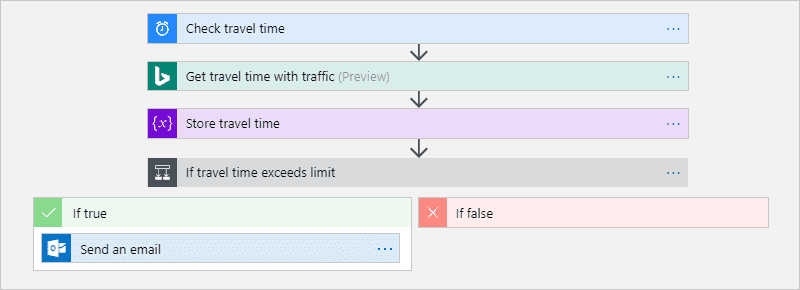 Check travel time
Get travel time with traffic (Preview)
Store travel time
If travel time exceeds limit
If true
If false
Send an email